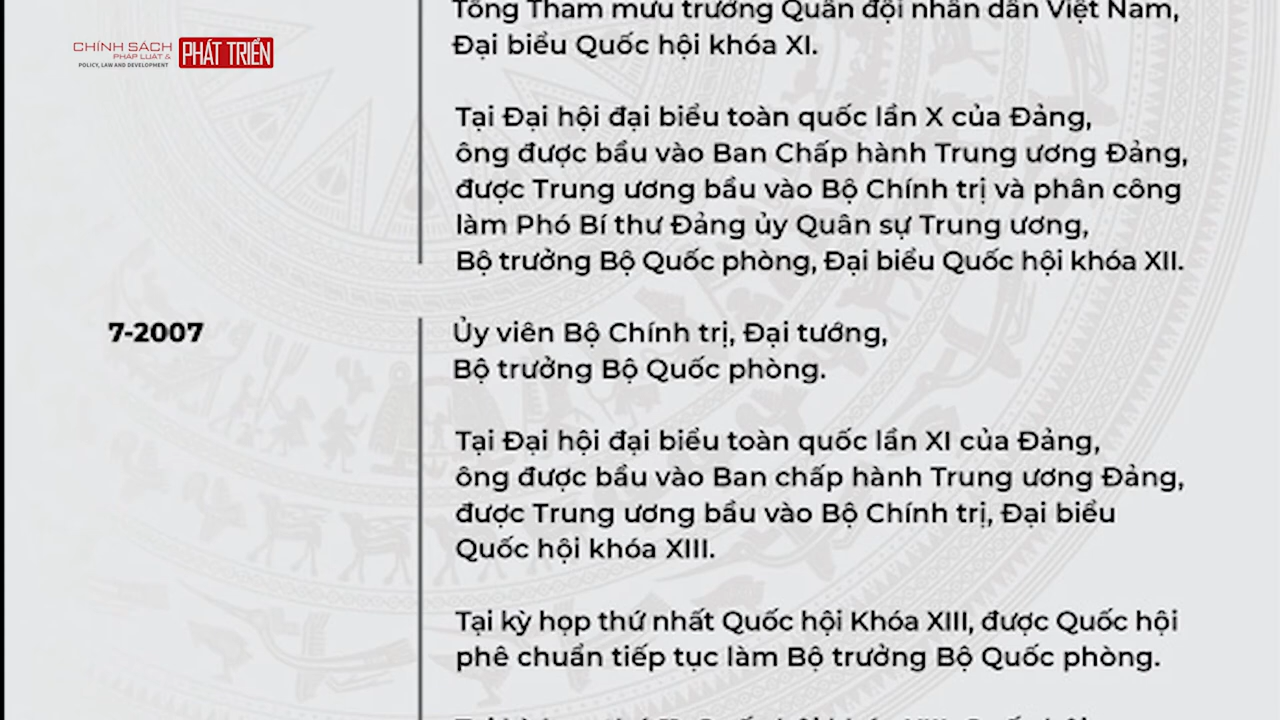 Tổng Tham mưu trưởng Quân đội nhân dân Việt Nam,
Đại biểu Quốc hội khóa XI.
CHÍNH SÁCH
PHÁP LUẬT &
POLICY, LAW AND DEVELOPMENT
PHÁT TRIỂN
Tại Đại hội đại biểu toàn quốc lần X của Đảng,
ông được bầu vào Ban Chấp hành Trung ương Đảng,
được Trung ương bầu vào Bộ Chính trị và phân công
làm Phó Bí thư Đảng ủy Quân sự Trung ương,
Bộ trưởng Bộ Quốc phòng, Đại biểu Quốc hội khóa XII.
7-2007
Ủy viên Bộ Chính trị, Đại tướng,
Bộ trưởng Bộ Quốc phòng.
Tại Đại hội đại biểu toàn quốc lần XI của Đảng,
ông được bầu vào Ban chấp hành Trung ương Đảng,
được Trung ương bầu vào Bộ Chính trị, Đại biểu
Quốc hội khóa XIII.
Tại kỳ họp thứ nhất Quốc hội Khóa XIII, được Quốc hội
phê chuẩn tiếp tục làm Bộ trưởng Bộ Quốc phòng.